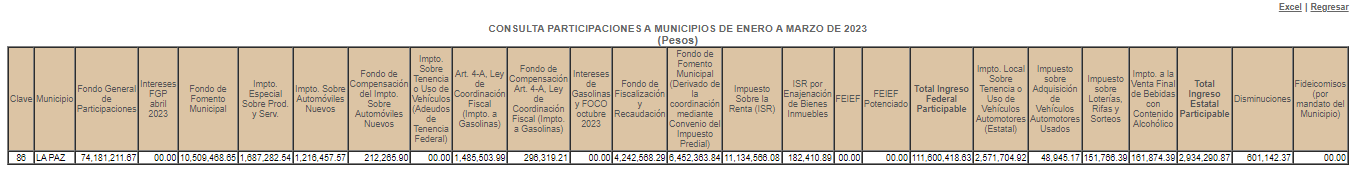 Excel | Regresar
CONSULTA PARTICIPACIONES A MUNICIPIOS DE ENERO A MARZO DE 2023
(Pesos)
Clave
Municipio
Fondo General
de
Participaciones
Intereses
FGP
abril
2023
Fondo de
Fomento
Municipal
Impto.
Especial
Sobre Prod.
y Serv.
Impto. Sobre
Automóviles
Nuevos
Fondo de
Compensación
del Impto.
Sobre
Automóviles
Nuevos
Impto.
Sobre
Tenencia
o Uso de
Vehículos
(Adeudos
de
Tenencia
Federal)
Art. 4-A, Ley
de
Coordinación
Fiscal
(Impto. a
Gasolinas)
Fondo de
Compensación
Art. 4-A, Ley
de
Coordinación
Fiscal (Impto.
a Gasolinas)
Intereses
de
Gasolinas
y FOCO
octubre
2023
Fondo de
Fiscalización
y
Recaudación
Fondo de
Fomento
Municipal
(Derivado de
la
coordinación
mediante
Convenio del
Impuesto
Predial)
Impuesto
Sobre la
Renta (ISR)
ISR por
Enajenación
de Bienes
Inmuebles
FEIEF
FEIEF
Potenciado
Total Ingreso
Federal
Participable
Impto. Local
Sobre
Tenencia o
Uso de
Vehículos
Automotores
(Estatal)
Impuesto
sobre
Adquisición
de
Vehículos
Automotores
Usados
Impuesto
sobre
Loterías,
Rifas y
Sorteos
Impto. a la
Venta Final
de Bebidas
con
Contenido
Alcohólico
Total
Ingreso
Estatal
Participable
Disminuciones
Fideicomisos
(por
mandato del
Municipio)
86 LA PAZ 74,181,211.67 00.00 10,509,468.65 1,687,282.54 1,216,457.57 212,265.90 00.00 1,485,503.99 296,319.21 00.00 4,242,568.29 6,452,363.84 11,134,566.08 182,410.89 00.00 00.00 111,600,418.63 2,571,704.92 48,945.17 151,766.39 161,874.39 2,934,290.87 601,142.37 00.00